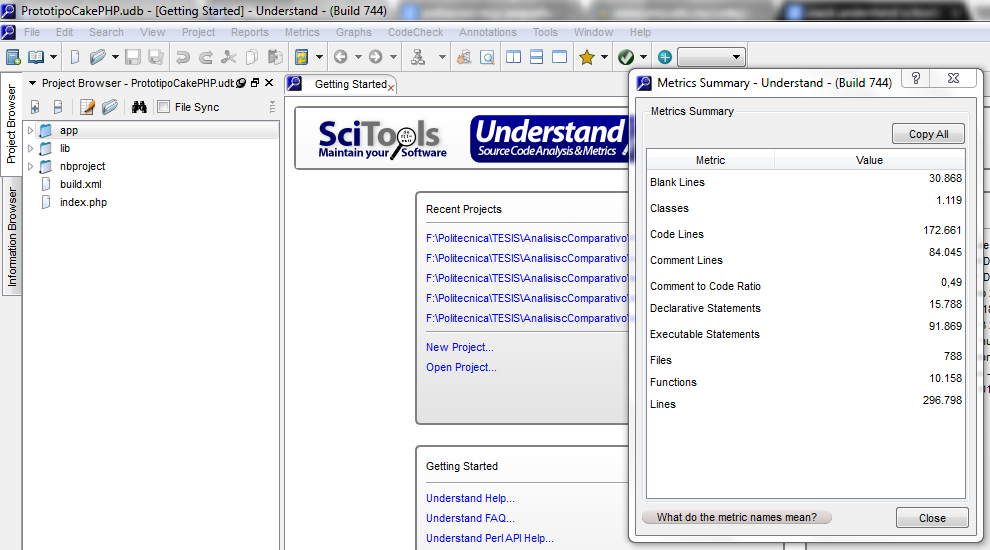 PrototipoCakePHP.udb - [Getting Started] - Understand - (Build 744)
File Edit Search View Project Reports Metrics Graphs CodeCheck Annotations Tools Window Help
Project Browser
Information Browser
Project Browser - PrototipoCakePHP.udb
File Sync
app
lib
nbproject
build.xml
index.php
Getting Started
SciTools
Maintain your Software
Understand
Source Code Analysis & Metrics
Recent Projects
F:\Politecnica\TESIS\AnalisiscComparativo\
F:\Politecnica\TESIS\AnalisiscComparativo\
F:\Politecnica\TESIS\AnalisiscComparativo\
F:\Politecnica\TESIS\AnalisiscComparativo\
F:\Politecnica\TESIS\AnalisiscComparativo\
New Project...
Open Project...
Getting Started
Understand Help...
Understand FAQ...
Understand Perl API Help...
Metrics Summary - Understand - (Build 744)
Metrics Summary
Copy All
Metric Value
Blank Lines 30.868
Classes 1.119
Code Lines 172.661
Comment Lines 84.045
Comment to Code Ratio 0,49
Declarative Statements 15.788
Executable Statements 91.869
Files 788
Functions 10.158
Lines 296.798
What do the metric names mean?
Close